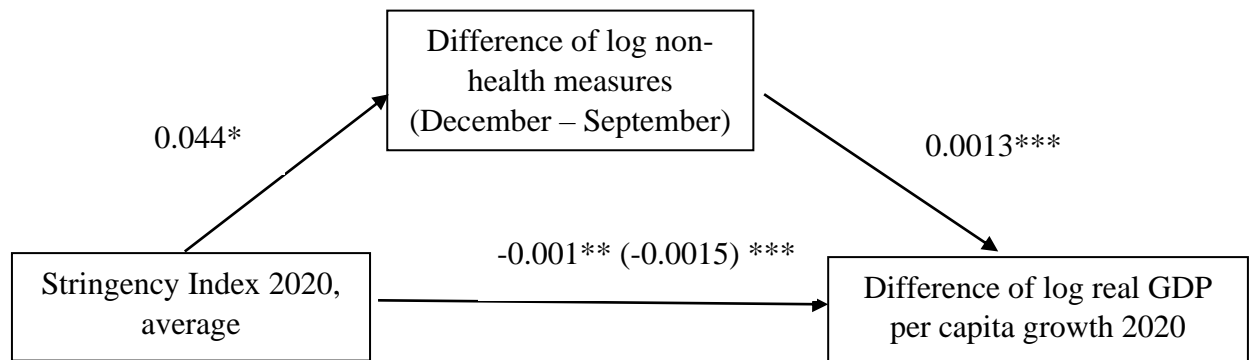 Difference of log non-
health measures
(December – September)
0.044*
0.0013***
-0.001** (-0.0015) ***
Stringency Index 2020,
average
Difference of log real GDP
per capita growth 2020